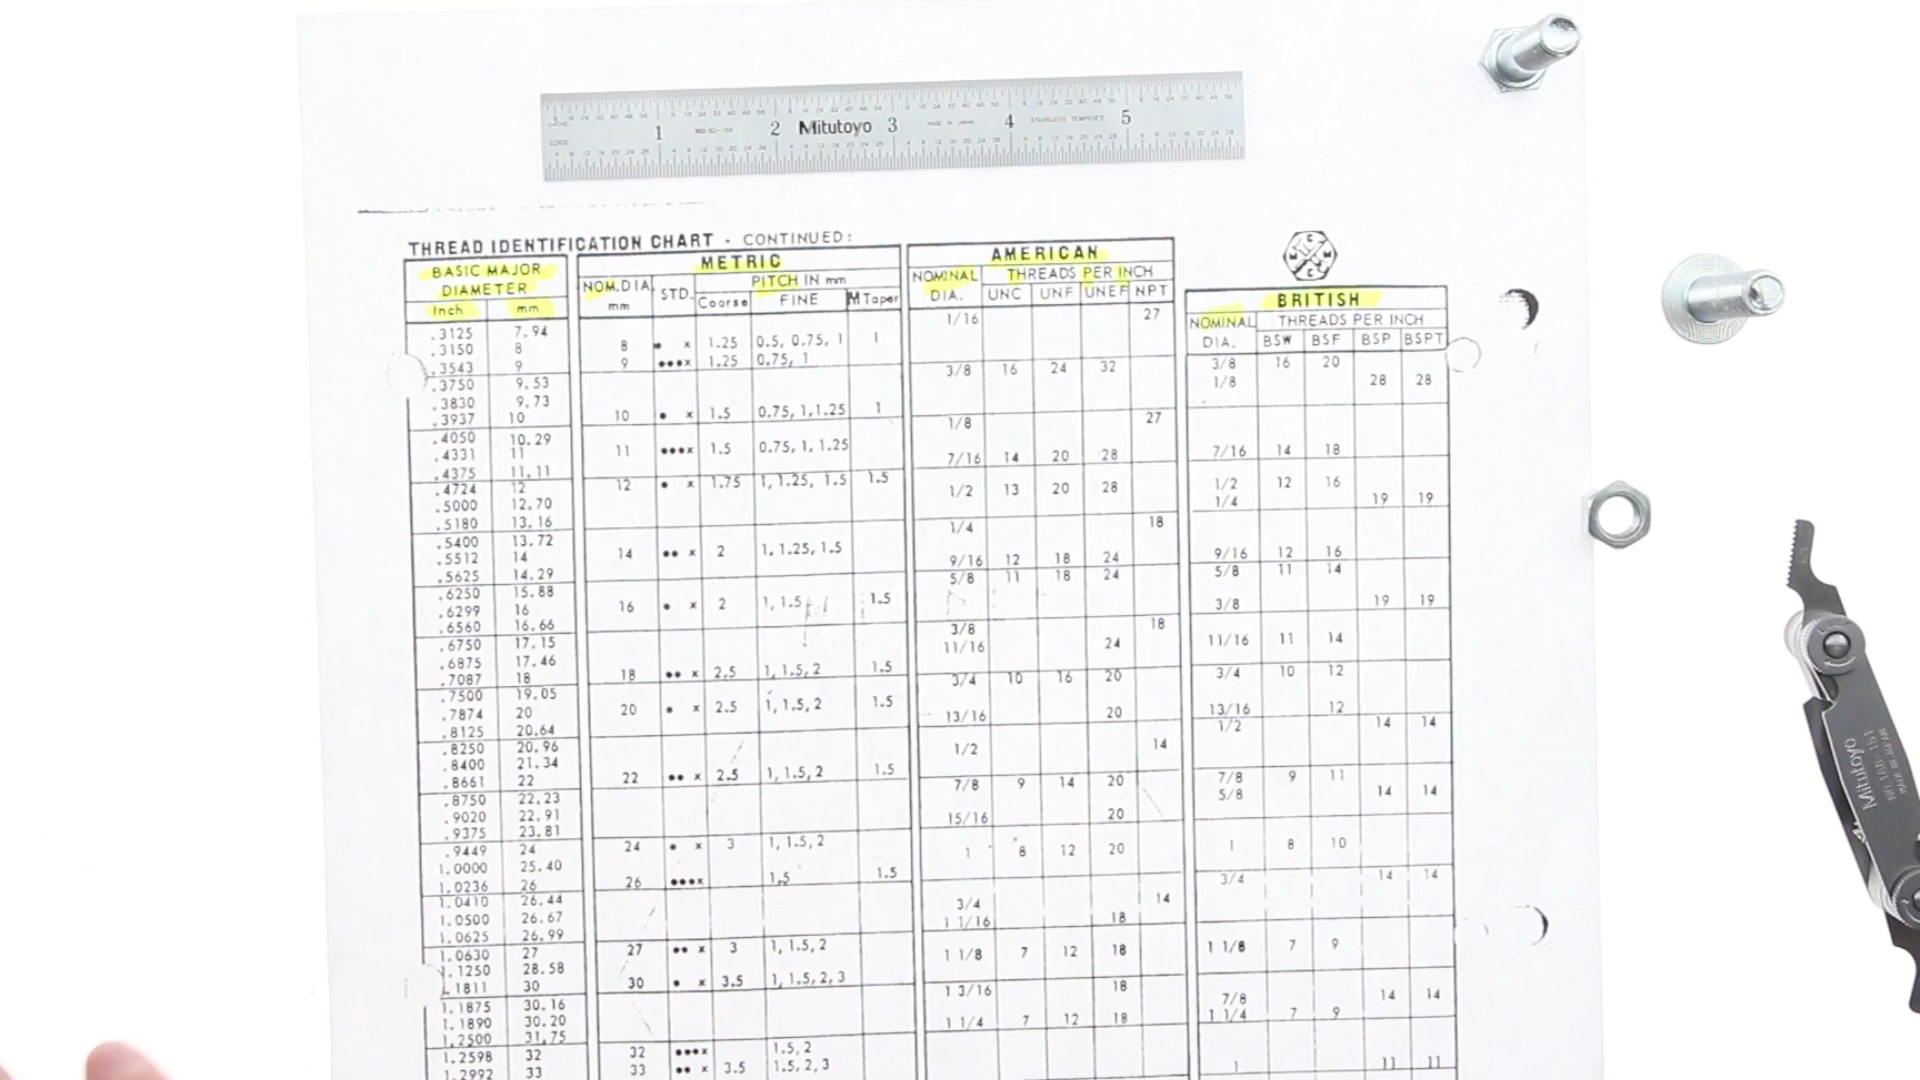 1 2 Mitutoyo 3 4 5
MADE IN JAPAN STAINLESS TEMPERED
THREAD IDENTIFICATION CHART - CONTINUED:
BASIC MAJOR
DIAMETER
Inch mm
.3125 7.94
.3150 8
.3543 9
.3750 9.53
.3830 9.73
.3937 10
.4050 10.29
.4331 11
.4375 11.11
.4724 12
.5000 12.70
.5180 13.16
.5400 13.72
.5512 14
.5625 14.29
.6250 15.88
.6299 16
.6560 16.66
.6750 17.15
.6875 17.46
.7087 18
.7500 19.05
.7874 20
.8125 20.64
.8250 20.96
.8400 21.34
.8661 22
.8750 22.23
.9020 22.91
.9375 23.81
.9449 24
1.0000 25.40
1.0236 26
1.0410 26.44
1.0500 26.67
1.0625 26.99
1.0630 27
1.1250 28.58
1.1811 30
1.1875 30.16
1.1890 30.20
1.2500 31.75
1.2598 32
1.2992 33
METRIC
NOM.DIA. STD. PITCH IN mm
mm Coarse FINE M Taper
8 • x 1.25 0.5, 0.75, 1 1
9 •••x 1.25 0.75, 1
10 • x 1.5 0.75, 1, 1.25 1
11 •••x 1.5 0.75, 1, 1.25
12 • x 1.75 1, 1.25, 1.5 1.5
14 •• x 2 1, 1.25, 1.5
16 • x 2 1, 1.5 1.5
18 •• x 2.5 1, 1.5, 2 1.5
20 • x 2.5 1, 1.5, 2 1.5
22 •• x 2.5 1, 1.5, 2 1.5
24 • x 3 1, 1.5, 2
26 •••x 1.5 1.5
27 •• x 3 1, 1.5, 2
30 • x 3.5 1, 1.5, 2, 3
32 •••x 1.5, 2
33 •• x 3.5 1.5, 2, 3
AMERICAN
NOMINAL THREADS PER INCH
DIA. UNC UNF UNEF NPT
1/16 27
3/8 16 24 32
1/8 27
7/16 14 20 28
1/2 13 20 28
1/4 18
9/16 12 18 24
5/8 11 18 24
3/8 18
11/16 24
3/4 10 16 20
13/16 20
1/2 14
7/8 9 14 20
15/16 20
1 8 12 20
3/4 14
1 1/16 18
1 1/8 7 12 18
1 3/16 18
1 1/4 7 12 18
BRITISH
NOMINAL THREADS PER INCH
DIA. BSW BSF BSP BSPT
3/8 16 20
1/8 28 28
7/16 14 18
1/2 12 16
1/4 19 19
9/16 12 16
5/8 11 14
3/8 19 19
11/16 11 14
3/4 10 12
13/16 12
1/2 14 14
7/8 9 11
5/8 14 14
1 8 10
3/4 14 14
1 1/8 7 9
7/8 14 14
1 1/4 7 9
1 11 11
Mitutoyo